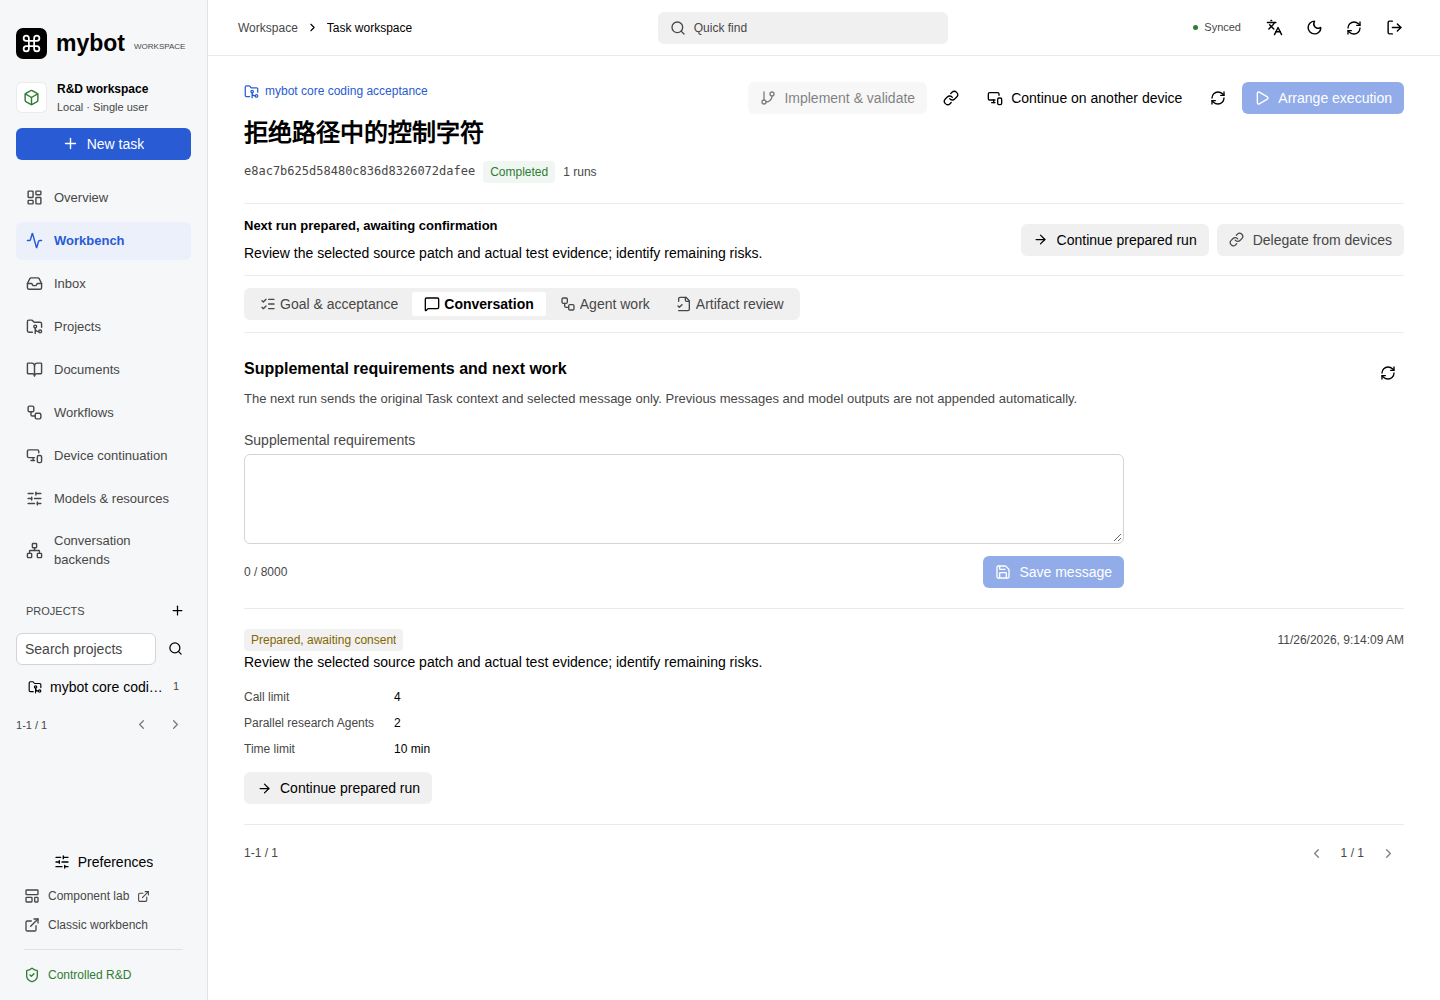 mybot WORKSPACE
R&D workspace
Local · Single user
New task
Overview
Workbench
Inbox
Projects
Documents
Workflows
Device continuation
Models & resources
Conversation
backends
PROJECTS
Search projects
mybot core codi… 1
1-1 / 1
Preferences
Component lab
Classic workbench
Controlled R&D
Workspace Task workspace
Quick find
Synced
mybot core coding acceptance
Implement & validate
Continue on another device
Arrange execution
拒绝路径中的控制字符
e8ac7b625d58480c836d8326072dafee Completed 1 runs
Next run prepared, awaiting confirmation
Review the selected source patch and actual test evidence; identify remaining risks.
Continue prepared run
Delegate from devices
Goal & acceptance
Conversation
Agent work
Artifact review
Supplemental requirements and next work
The next run sends the original Task context and selected message only. Previous messages and model outputs are not appended automatically.
Supplemental requirements
0 / 8000
Save message
Prepared, awaiting consent
11/26/2026, 9:14:09 AM
Review the selected source patch and actual test evidence; identify remaining risks.
Call limit 4
Parallel research Agents 2
Time limit 10 min
Continue prepared run
1-1 / 1
1 / 1